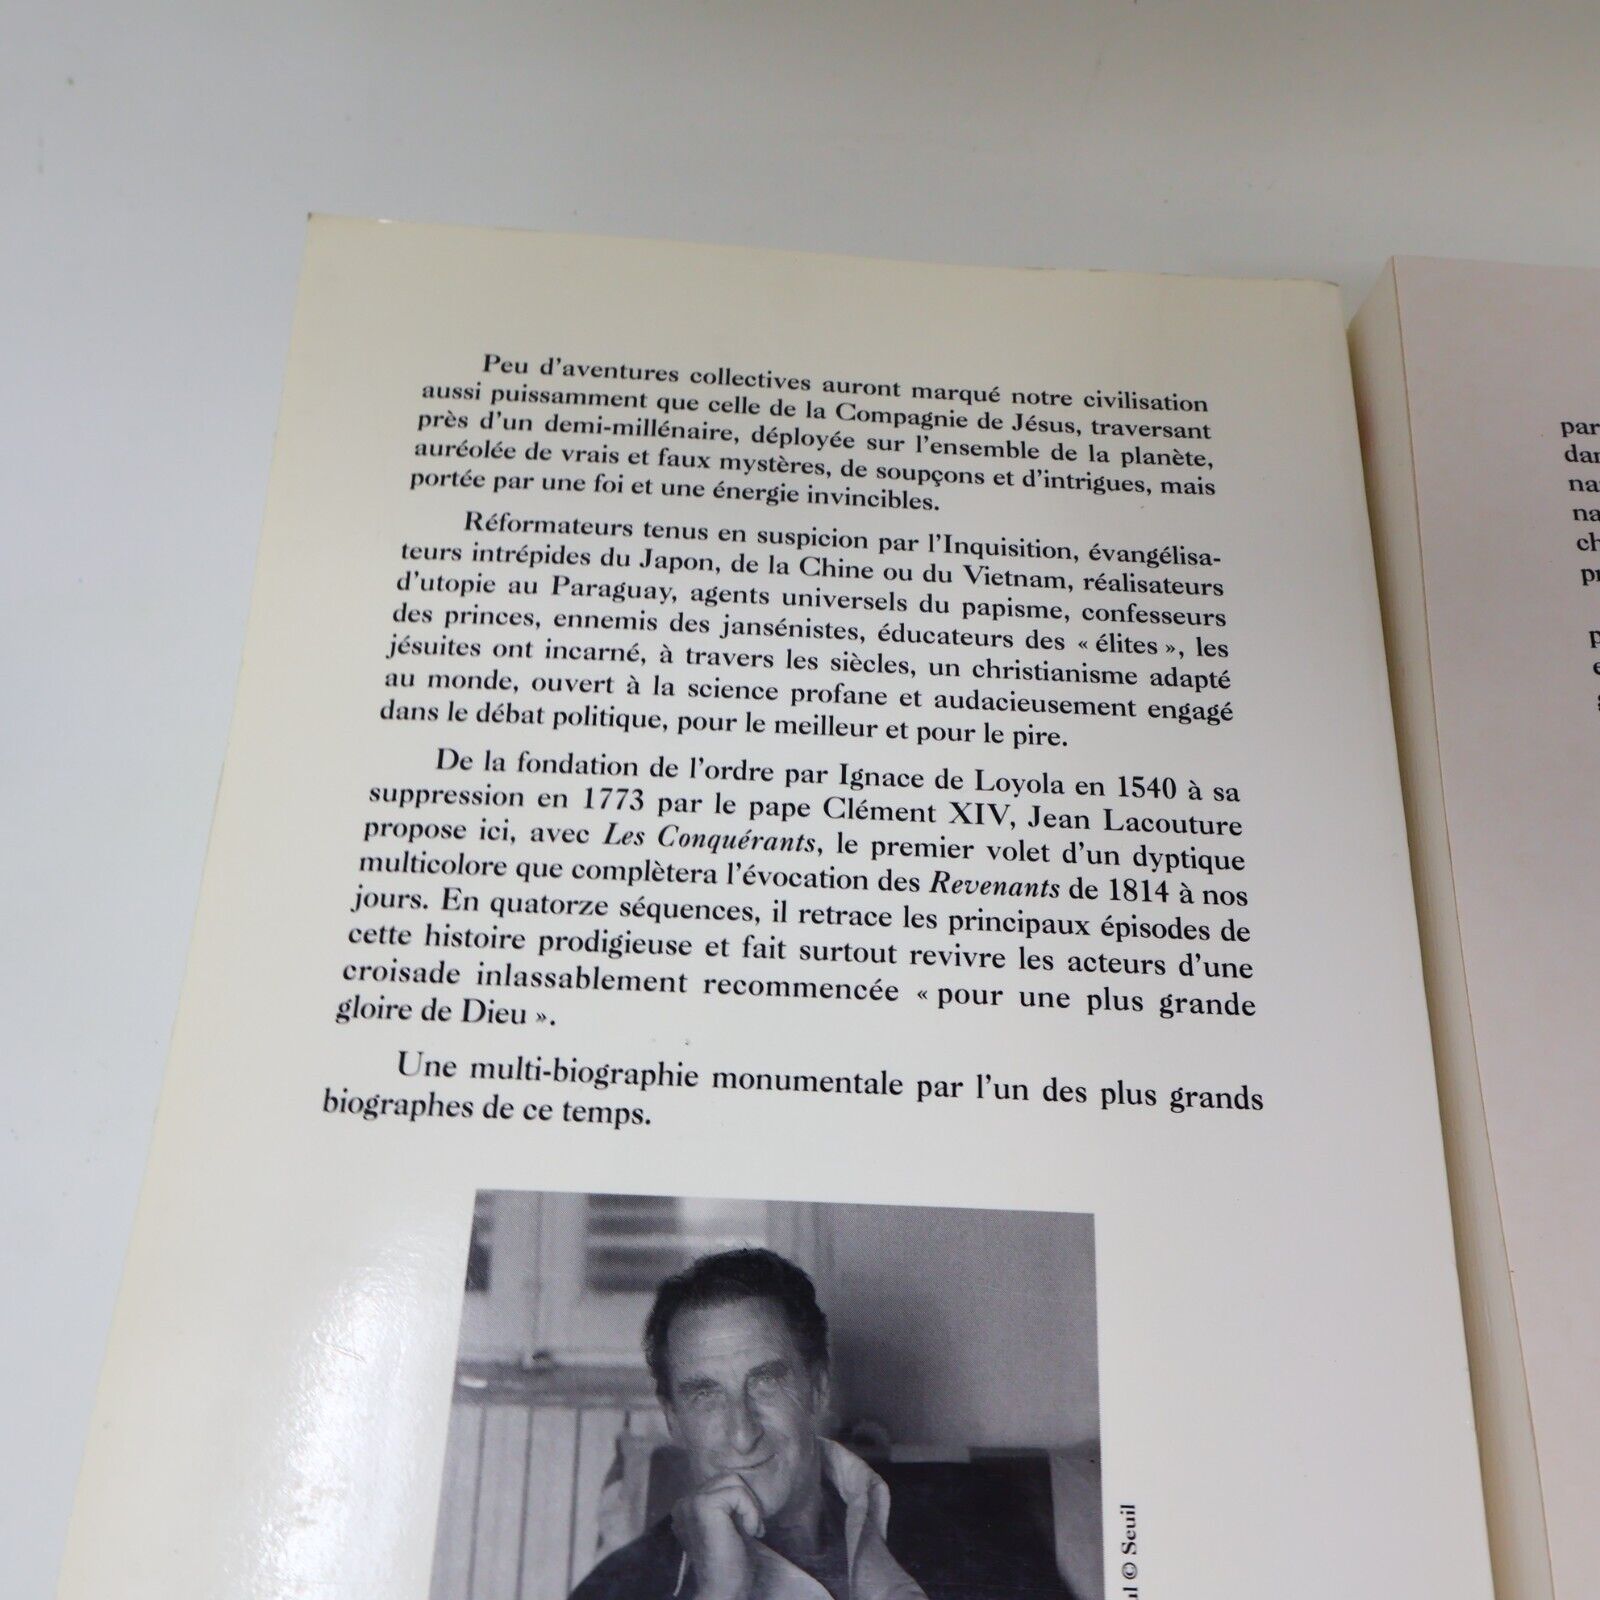 Peu d'aventures collectives auront marqué notre civilisation
aussi puissamment que celle de la Compagnie de Jésus, traversant
près d'un demi-millénaire, déployée sur l'ensemble de la planète,
auréolée de vrais et faux mystères, de soupçons et d'intrigues, mais
portée par une foi et une énergie invincibles.
Réformateurs tenus en suspicion par l'Inquisition, évangélisa-
teurs intrépides du Japon, de la Chine ou du Vietnam, réalisateurs
d'utopie au Paraguay, agents universels du papisme, confesseurs
des princes, ennemis des jansénistes, éducateurs des « élites », les
jésuites ont incarné, à travers les siècles, un christianisme adapté
au monde, ouvert à la science profane et audacieusement engagé
dans le débat politique, pour le meilleur et pour le pire.
De la fondation de l'ordre par Ignace de Loyola en 1540 à sa
suppression en 1773 par le pape Clément XIV, Jean Lacouture
propose ici, avec Les Conquérants, le premier volet d'un dyptique
multicolore que complètera l'évocation des Revenants de 1814 à nos
jours. En quatorze séquences, il retrace les principaux épisodes de
cette histoire prodigieuse et fait surtout revivre les acteurs d'une
croisade inlassablement recommencée « pour une plus grande
gloire de Dieu ».
Une multi-biographie monumentale par l'un des plus grands
biographes de ce temps.
© Seuil
par